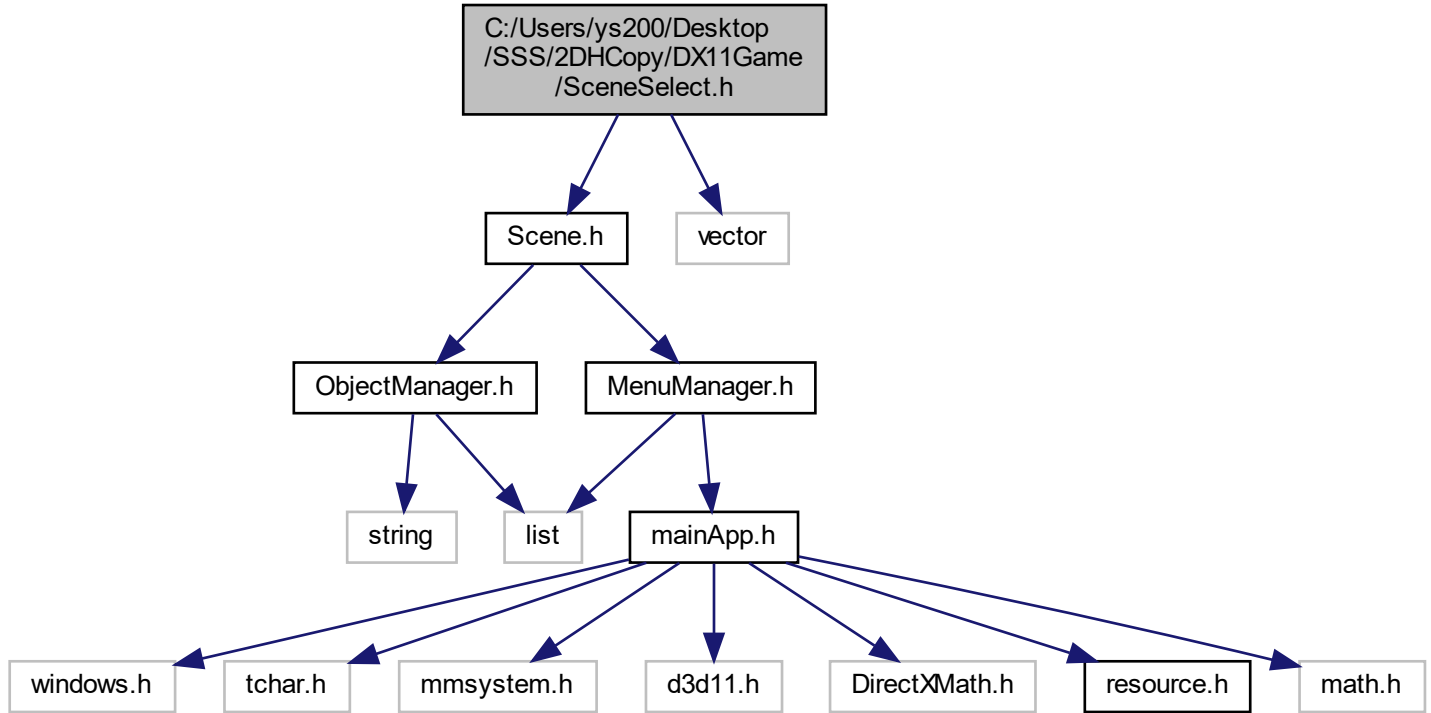 C:/Users/ys200/Desktop
/SSS/2DHCopy/DX11Game
/SceneSelect.h
Scene.h
vector
ObjectManager.h
MenuManager.h
string
list
mainApp.h
windows.h
tchar.h
mmsystem.h
d3d11.h
DirectXMath.h
resource.h
math.h